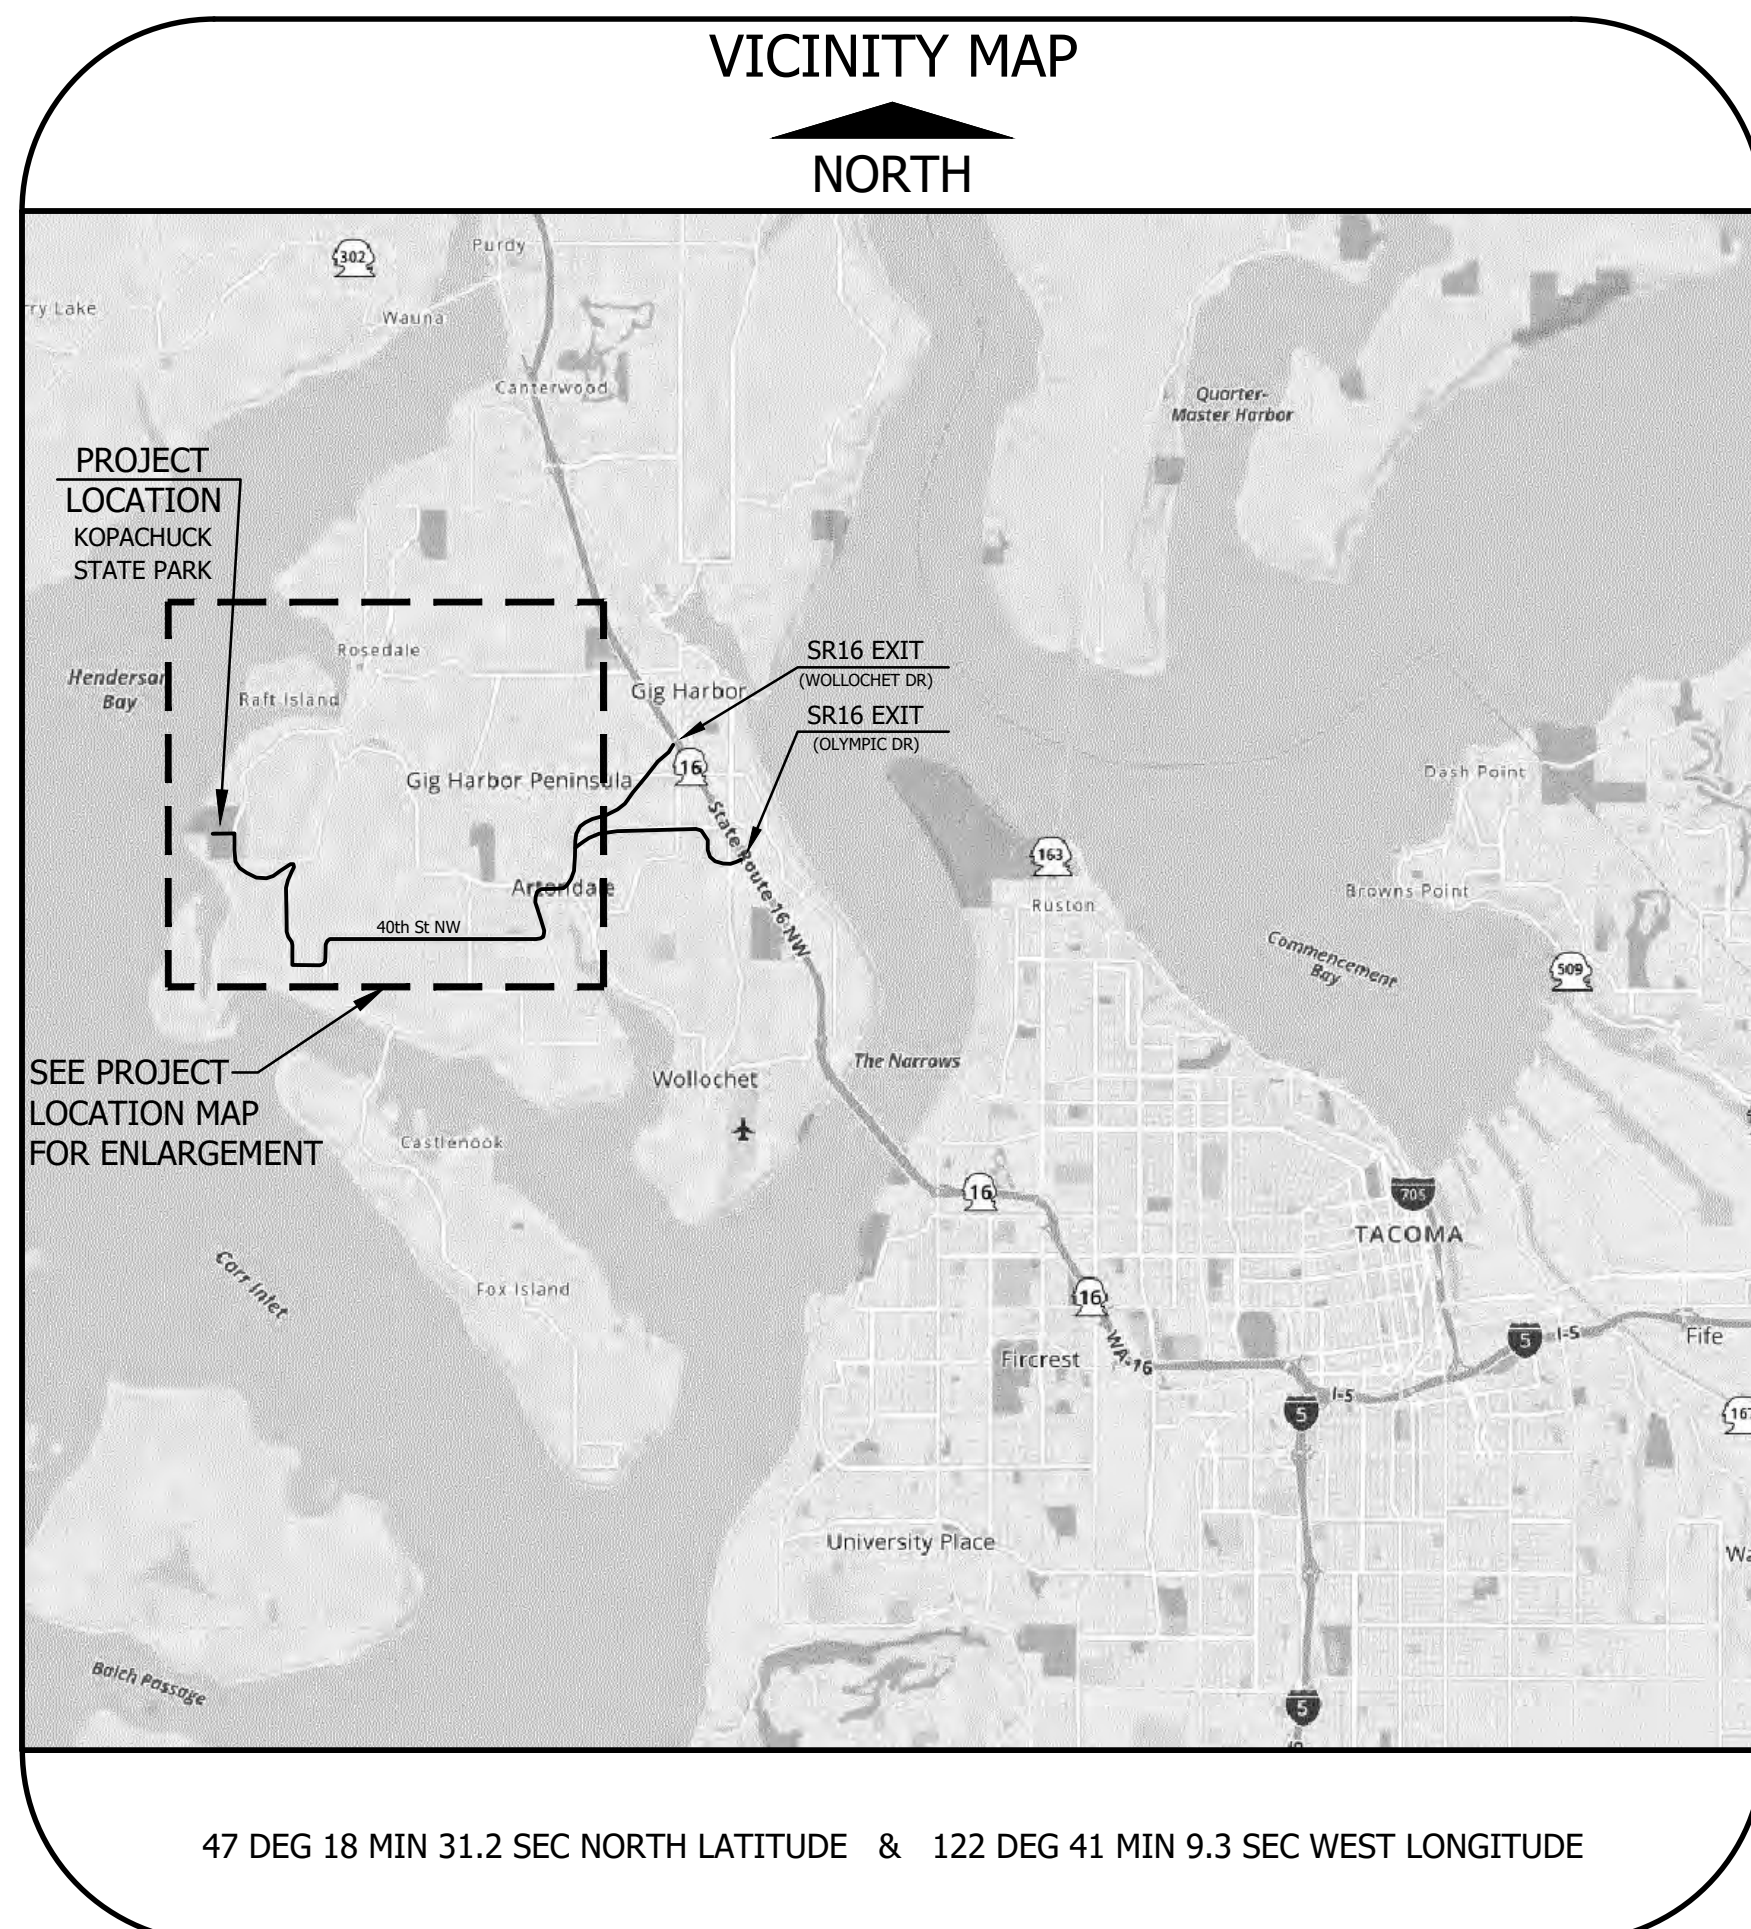 VICINITY MAP
NORTH
302
Purdy
rry Lake
Wauna
Canterwood
Quarter-
Master Harbor
PROJECT
LOCATION
KOPACHUCK
STATE PARK
Rosedale
SR16 EXIT
(WOLLOCHET DR)
Henderson
Bay
Raft Island
Gig Harbor
SR16 EXIT
(OLYMPIC DR)
16
Gig Harbor Peninsula
Dash Point
State Route 16 NW
163
Artondale
Browns Point
Ruston
40th St NW
Commencement
Bay
509
SEE PROJECT
LOCATION MAP
FOR ENLARGEMENT
The Narrows
Wollochet
Castlenook
16
705
TACOMA
Carr Inlet
Fox Island
16
WA-16
Fircrest
5
I-5
Fife
I-5
5
167
University Place
Wa
Balch Passage
5
47 DEG 18 MIN 31.2 SEC NORTH LATITUDE & 122 DEG 41 MIN 9.3 SEC WEST LONGITUDE